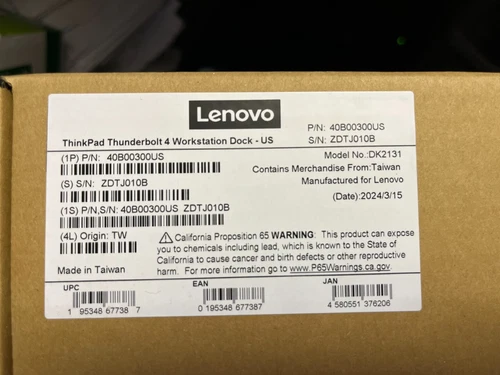 Lenovo
P/N: 40B00300US
ThinkPad Thunderbolt 4 Workstation Dock - US
S/N: ZDTJ010B
(1P) P/N: 40B00300US
Model No.:DK2131
Contains Merchandise From:Taiwan
(S) S/N: ZDTJ010B
Manufactured for Lenovo
(Date):2024/3/15
(1S) P/N,S/N: 40B00300US ZDTJ010B
(4L) Origin: TW
⚠ California Proposition 65 WARNING: This product can expose
you to chemicals including lead, which is known to the State of
California to cause cancer and birth defects or other reproductive
harm. For more information go to www.P65Warnings.ca.gov
Made in Taiwan
UPC
1 95348 67738 7
EAN
0 195348 677387
JAN
4 580551 376206